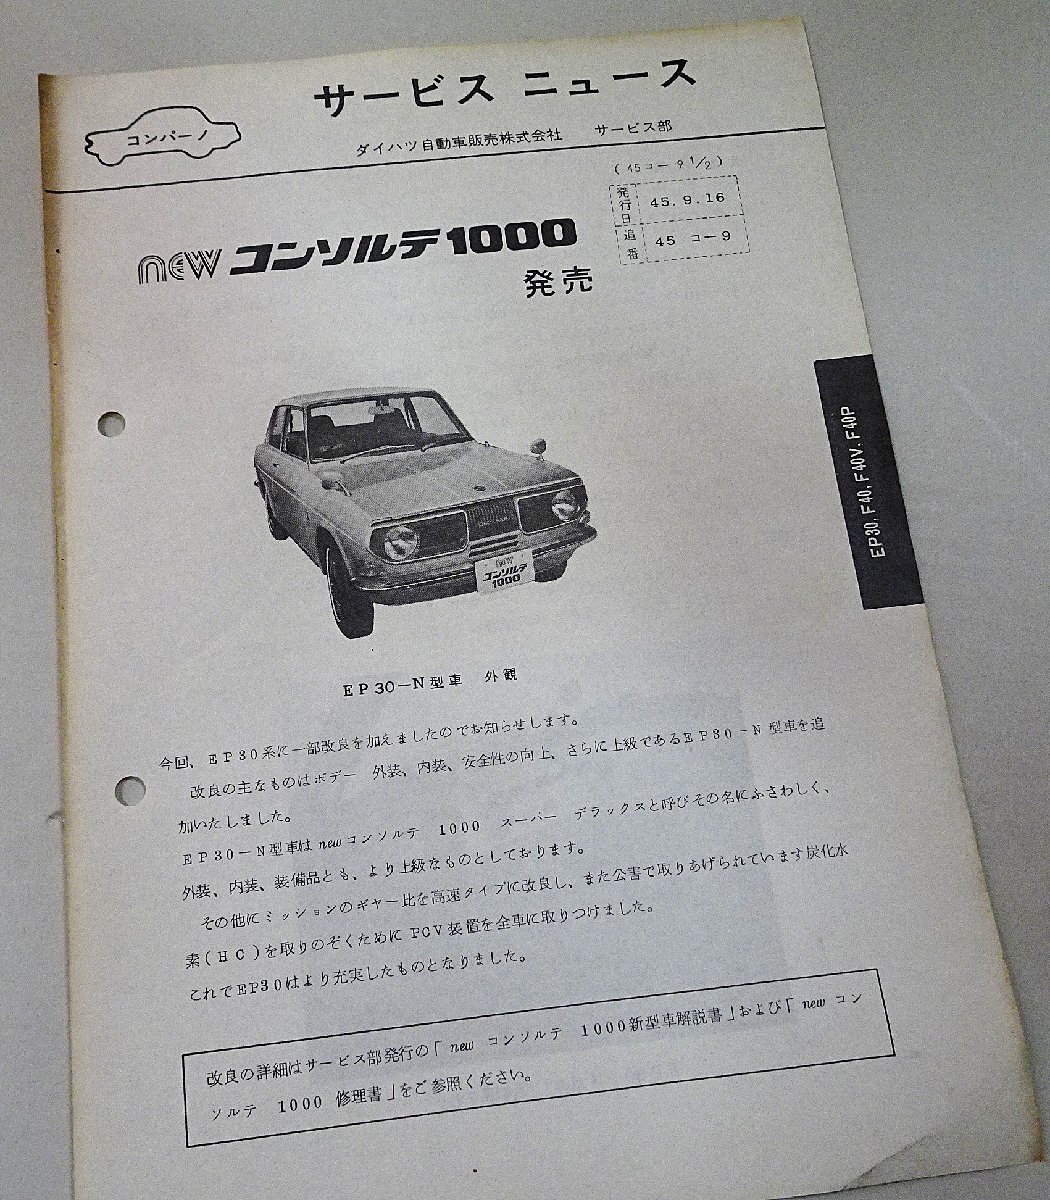 サービス ニュース
コンパーノ
ダイハツ自動車販売株式会社 サービス部
(45コー9 1/2)
発行日 45.9.16
追番 45 コー9
new コンソルテ1000
発売
EP30.F40.F40V.F40P
new
コンソルテ
1000
EP30-N型車 外観
今回、EP30系に一部改良を加えましたのでお知らせします。
改良の主なものはボデー 外装、内装、安全性の向上、さらに上級であるEP30-N型車を追
加いたしました。
EP30-N型車はnewコンソルテ 1000 スーパー デラックスと呼びその名にふさわしく、
外装、内装、装備品とも、より上級なものとしております。
その他にミッションのギヤー比を高速タイプに改良し、また公害で取りあげられています炭化水
素(HC)を取りのぞくためにPCV装置を全車に取りつけました。
これでEP30はより充実したものとなりました。
改良の詳細はサービス部発行の「new コンソルテ 1000新型車解説書」および「new コン
ソルテ 1000 修理書」をご参照ください。